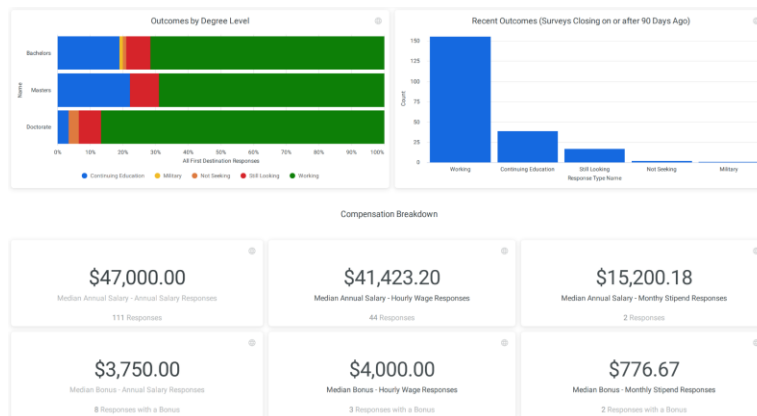 Outcomes by Degree Level
Name
Bachelors
Masters
Doctorate
0% 10% 20% 30% 40% 50% 60% 70% 80% 90% 100%
All First Destination Responses
Continuing Education Military Not Seeking Still Looking Working
Recent Outcomes (Surveys Closing on or after 90 Days Ago)
Count
150
125
100
75
50
25
0
Working Continuing Education Still Looking Not Seeking Military
Response Type Name
Compensation Breakdown
$47,000.00
Median Annual Salary - Annual Salary Responses
111 Responses
$41,423.20
Median Annual Salary - Hourly Wage Responses
44 Responses
$15,200.18
Median Annual Salary - Monthy Stipend Responses
2 Responses
$3,750.00
Median Bonus - Annual Salary Responses
8 Responses with a Bonus
$4,000.00
Median Bonus - Hourly Wage Responses
3 Responses with a Bonus
$776.67
Median Bonus - Monthly Stipend Responses
2 Responses with a Bonus